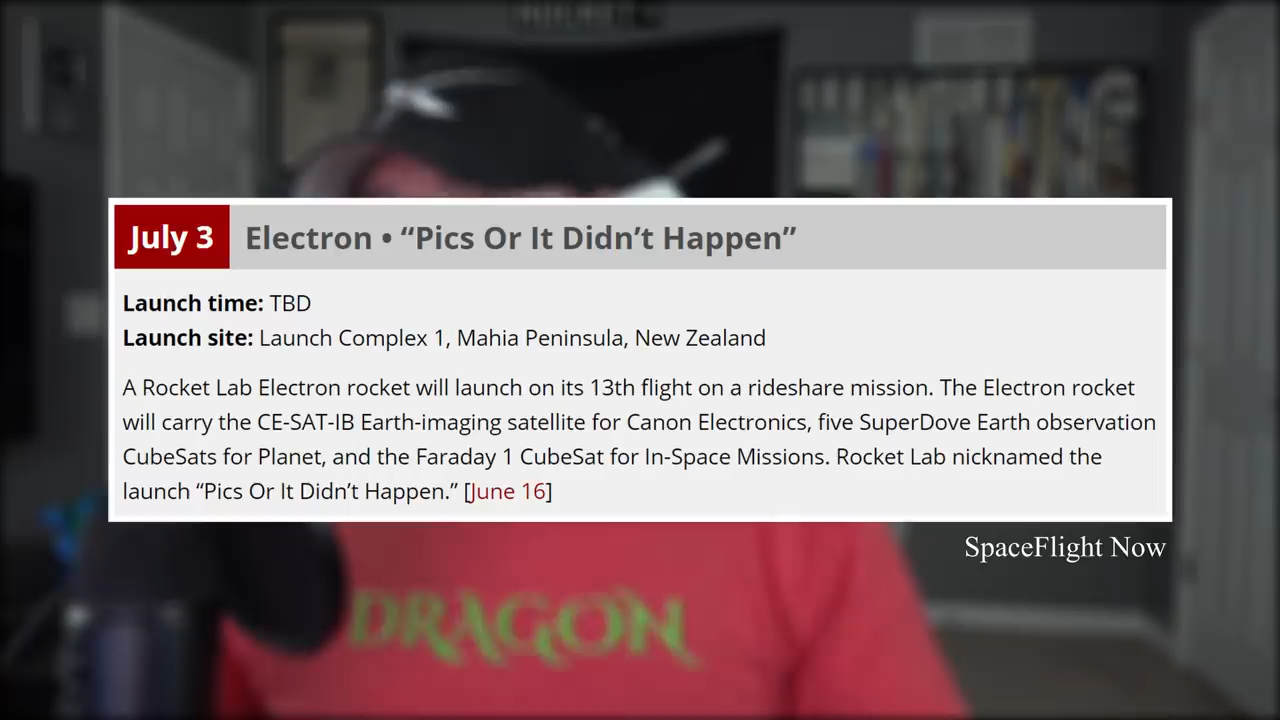 July 3 Electron • “Pics Or It Didn’t Happen”
Launch time: TBD
Launch site: Launch Complex 1, Mahia Peninsula, New Zealand
A Rocket Lab Electron rocket will launch on its 13th flight on a rideshare mission. The Electron rocket
will carry the CE-SAT-IB Earth-imaging satellite for Canon Electronics, five SuperDove Earth observation
CubeSats for Planet, and the Faraday 1 CubeSat for In-Space Missions. Rocket Lab nicknamed the
launch “Pics Or It Didn’t Happen.” [June 16]
SpaceFlight Now
DRAGON